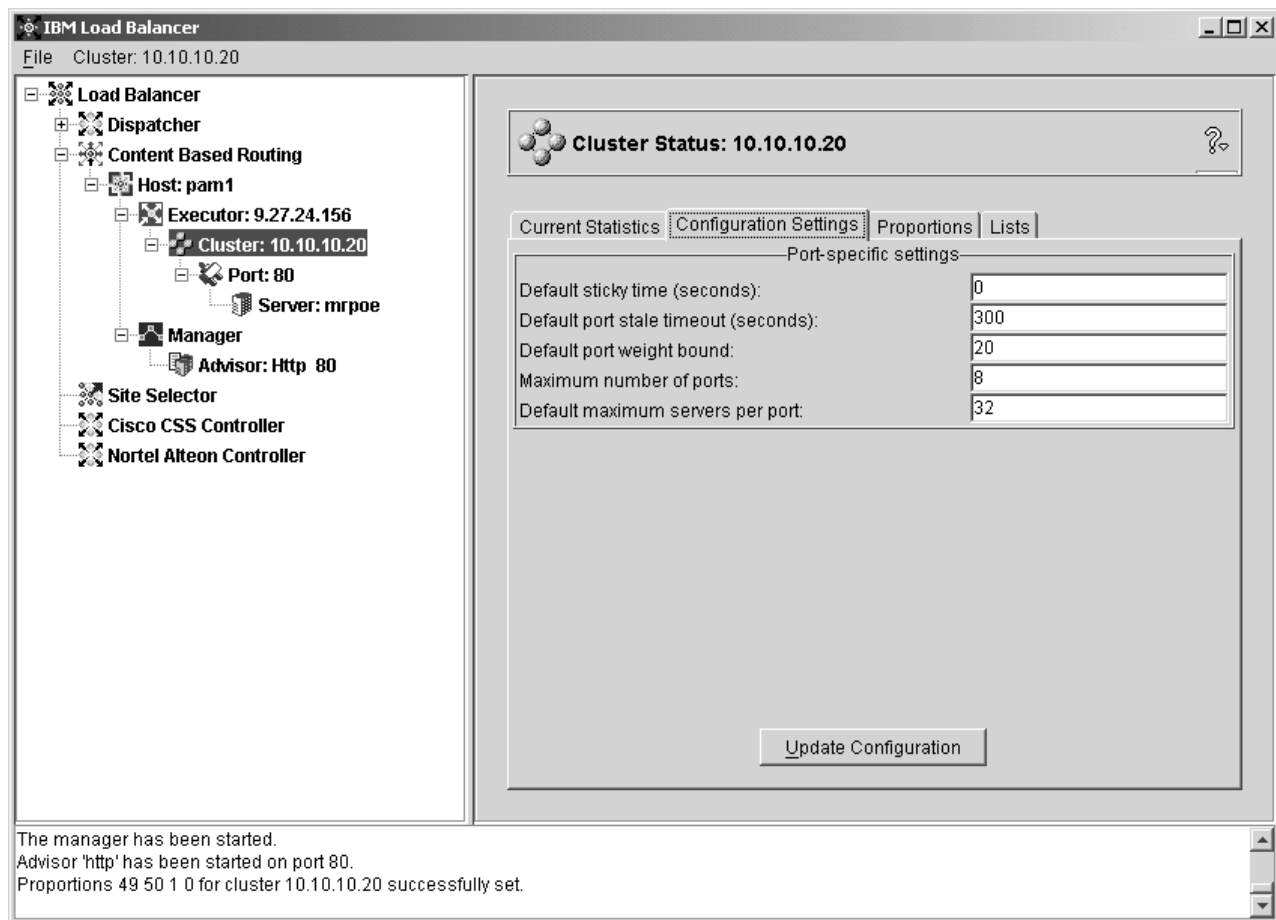 IBM Load Balancer
File Cluster: 10.10.10.20
Load Balancer
Dispatcher
Content Based Routing
Host: pam1
Executor: 9.27.24.156
Cluster: 10.10.10.20
Port: 80
Server: mrpoe
Manager
Advisor: Http 80
Site Selector
Cisco CSS Controller
Nortel Alteon Controller
Cluster Status: 10.10.10.20
?
Current Statistics Configuration Settings Proportions Lists
Port-specific settings
Default sticky time (seconds): 0
Default port stale timeout (seconds): 300
Default port weight bound: 20
Maximum number of ports: 8
Default maximum servers per port: 32
Update Configuration
The manager has been started.
Advisor 'http' has been started on port 80.
Proportions 49 50 1 0 for cluster 10.10.10.20 successfully set.